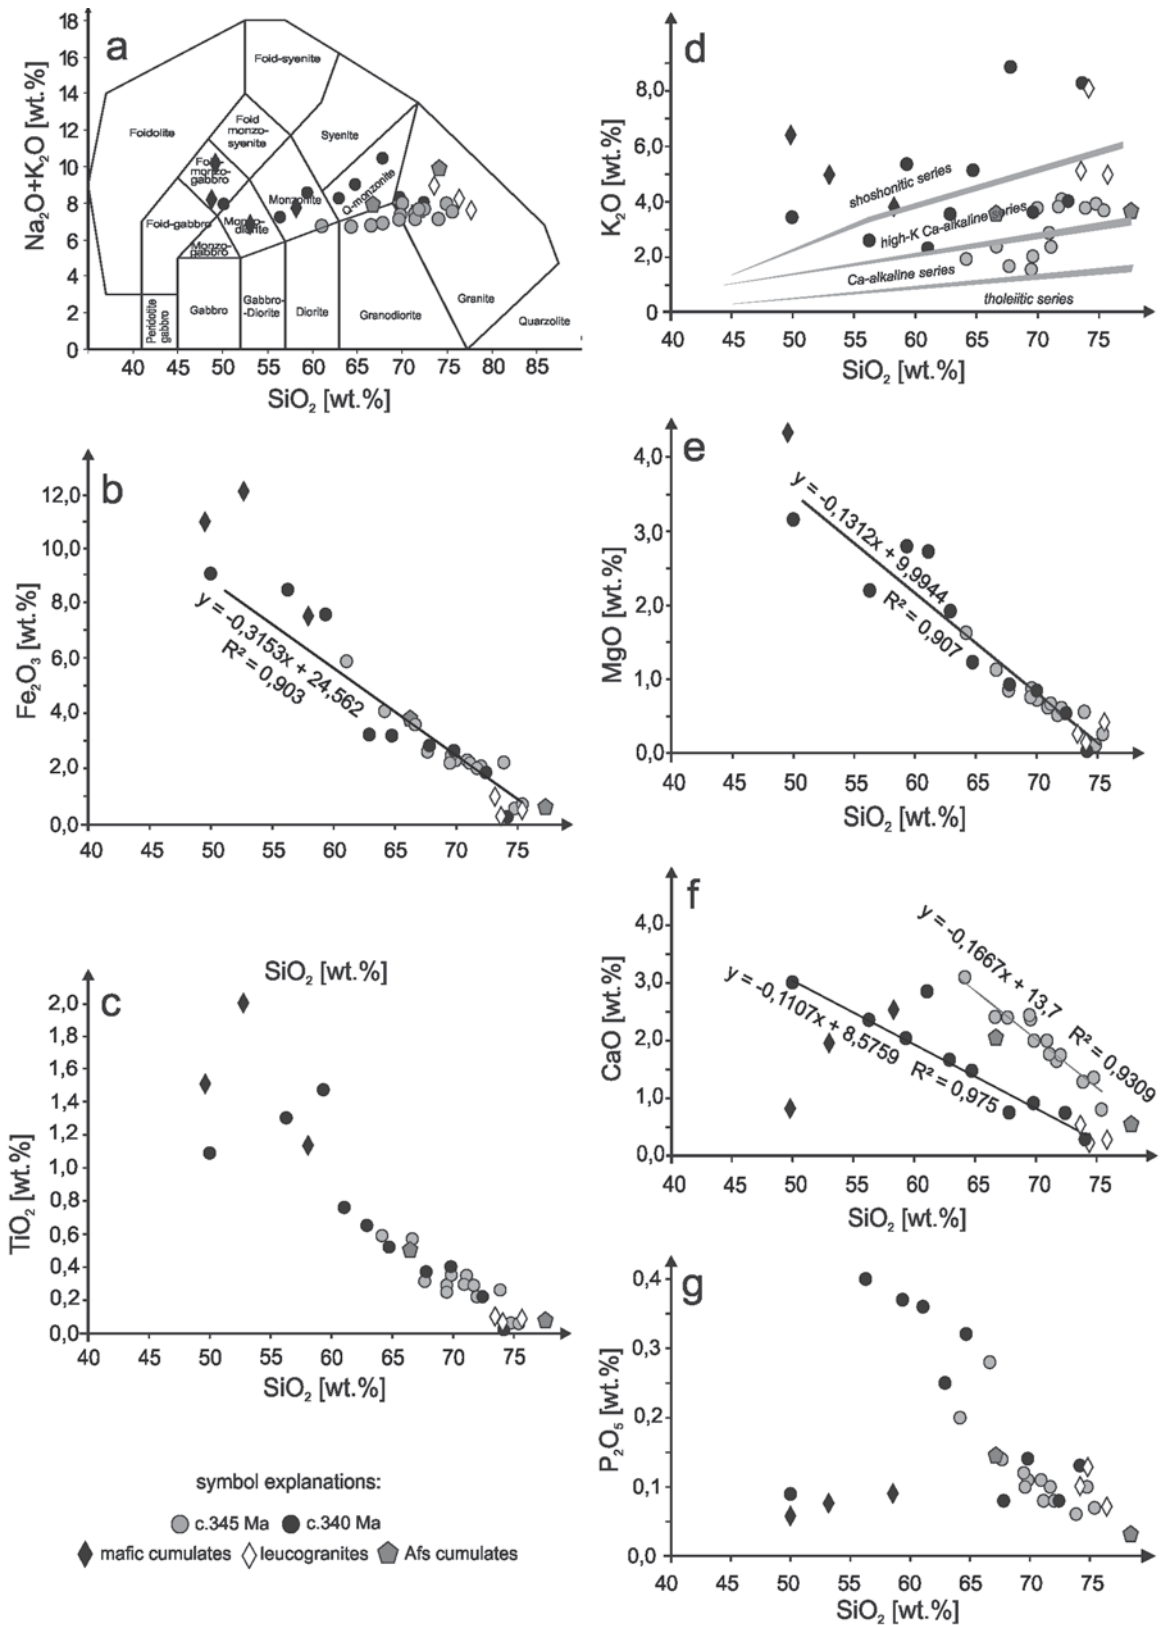 a
18
16
14
12
10
8
6
4
2
0
Na₂O+K₂O [wt.%]
Foid-syenite
Foidolite
Foid
monzo-
syenite
Syenite
monzo-
gabbro
Monzonite
Q-monzonite
Foid-gabbro
diorite
Monzo-
gabbro
Peridotite
gabbro
Gabbro
Gabbro-
-Diorite
Diorite
Granodiorite
Granite
Quarzolite
40 45 50 55 60 65 70 75 80 85
SiO₂ [wt.%]
d
8,0
6,0
4,0
2,0
0
K₂O [wt.%]
shoshonitic series
high-K Ca-alkaline series
Ca-alkaline series
tholeiitic series
40 45 50 55 60 65 70 75
SiO₂ [wt.%]
b
12,0
10,0
8,0
6,0
4,0
2,0
0,0
Fe₂O₃ [wt.%]
y = -0,3153x + 24,562
R² = 0,903
40 45 50 55 60 65 70 75
SiO₂ [wt.%]
e
4,0
3,0
2,0
1,0
0,0
MgO [wt.%]
y = -0,1312x + 9,9944
R² = 0,907
40 45 50 55 60 65 70 75
SiO₂ [wt.%]
c
2,0
1,8
1,6
1,4
1,2
1,0
0,8
0,6
0,4
0,2
0,0
TiO₂ [wt.%]
40 45 50 55 60 65 70 75
SiO₂ [wt.%]
f
4,0
3,0
2,0
1,0
0,0
CaO [wt.%]
y = -0,1667x + 13,7 R² = 0,9309
y = -0,1107x + 8,5759 R² = 0,975
40 45 50 55 60 65 70 75
SiO₂ [wt.%]
g
0,4
0,3
0,2
0,1
0,0
P₂O₅ [wt.%]
40 45 50 55 60 65 70 75
SiO₂ [wt.%]
symbol explanations:
c.345 Ma c.340 Ma
mafic cumulates leucogranites Afs cumulates